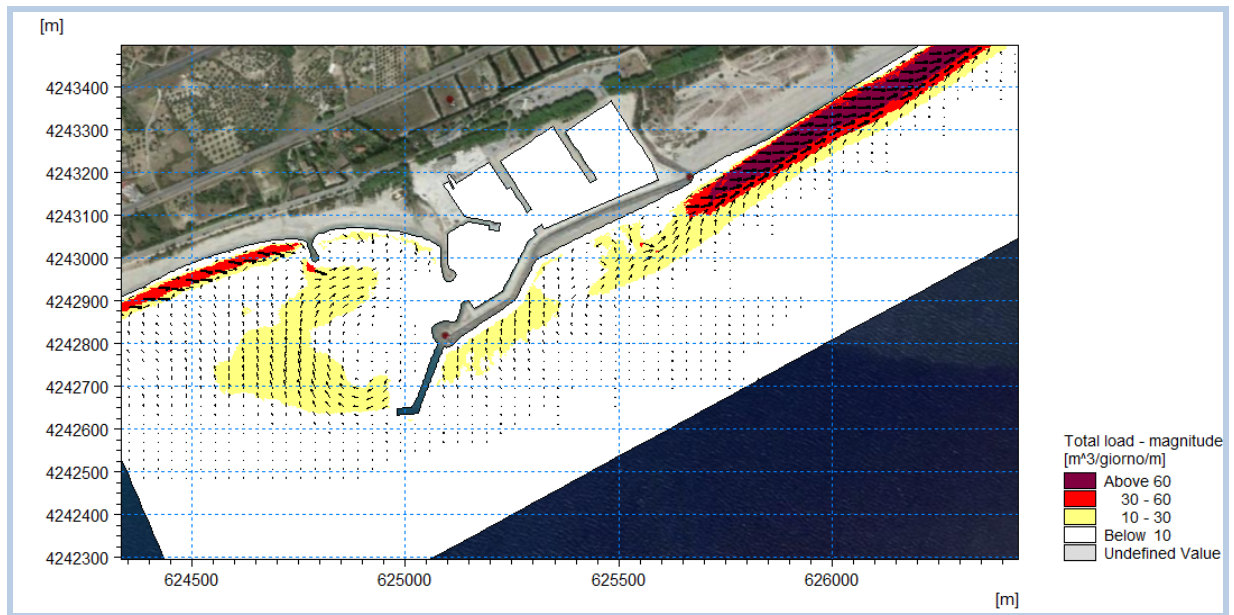 [m]
4243400
4243300
4243200
4243100
4243000
4242900
4242800
4242700
4242600
4242500
4242400
4242300
624500 625000 625500 626000
[m]
Total load - magnitude
[m^3/giorno/m]
Above 60
30 - 60
10 - 30
Below 10
Undefined Value